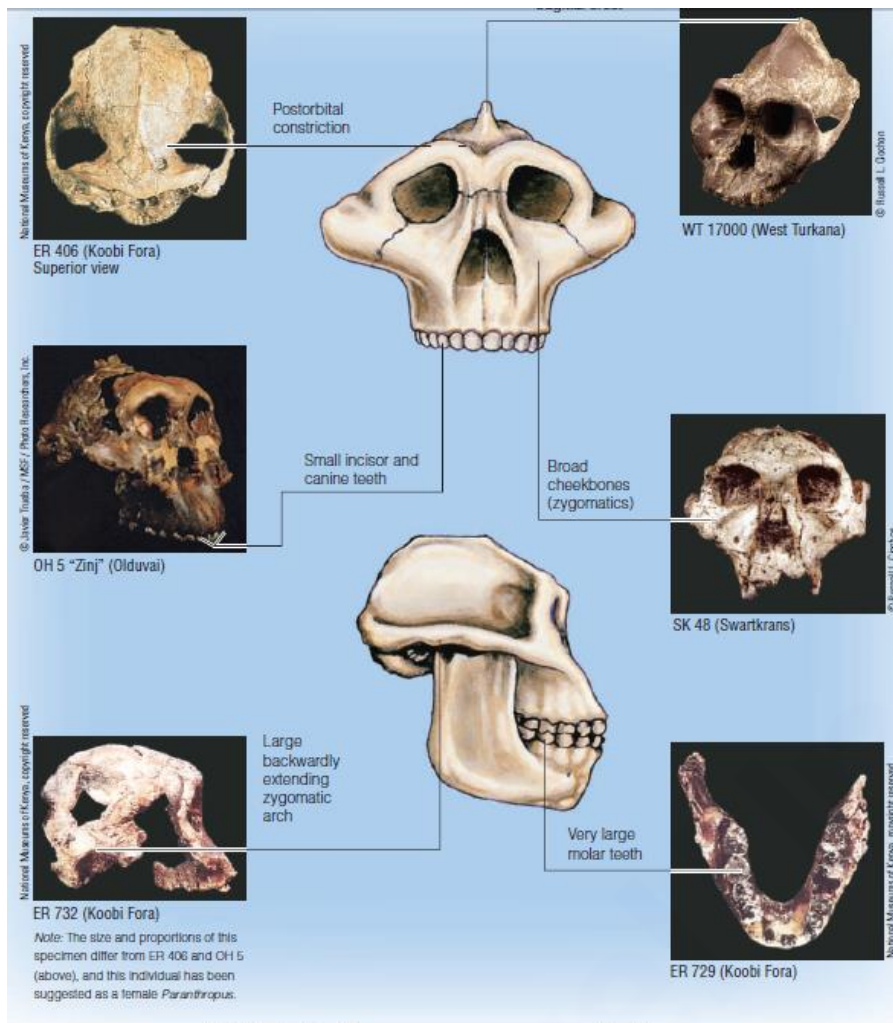 National Museums of Kenya, copyright reserved
Postorbital
constriction
ER 406 (Koobi Fora)
Superior view
© Russell L. Ciochon
WT 17000 (West Turkana)
© Javier Trueba / MSF / Photo Researchers, Inc.
Small incisor and
canine teeth
Broad
cheekbones
(zygomatics)
OH 5 "Zinj" (Olduvai)
SK 48 (Swartkrans)
National Museums of Kenya, copyright reserved
Large
backwardly
extending
zygomatic
arch
Very large
molar teeth
National Museums of Kenya, copyright reserved
ER 732 (Koobi Fora)
Note: The size and proportions of this
specimen differ from ER 406 and OH 5
(above), and this individual has been
suggested as a female Paranthropus.
ER 729 (Koobi Fora)